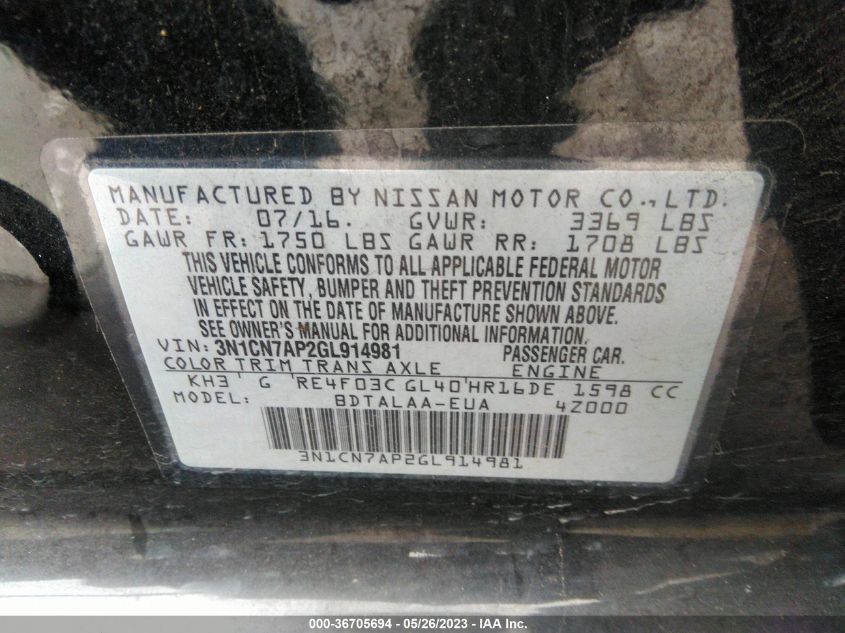 MANUFACTURED BY NISSAN MOTOR CO., LTD.
DATE: 07/16. GVWR: 3369 LBS
GAWR FR: 1750 LBS GAWR RR: 1708 LBS
THIS VEHICLE CONFORMS TO ALL APPLICABLE FEDERAL MOTOR
VEHICLE SAFETY, BUMPER AND THEFT PREVENTION STANDARDS
IN EFFECT ON THE DATE OF MANUFACTURE SHOWN ABOVE.
SEE OWNER'S MANUAL FOR ADDITIONAL INFORMATION.
VIN: 3N1CN7AP2GL914981 PASSENGER CAR.
COLOR TRIM TRANS AXLE ENGINE
KH3 G RE4F03C GL40 HR16DE 1598 CC
MODEL: BDTALAA-EUA 4Z000
3N1CN7AP2GL914981
000-36705694 - 05/26/2023 - IAA Inc.